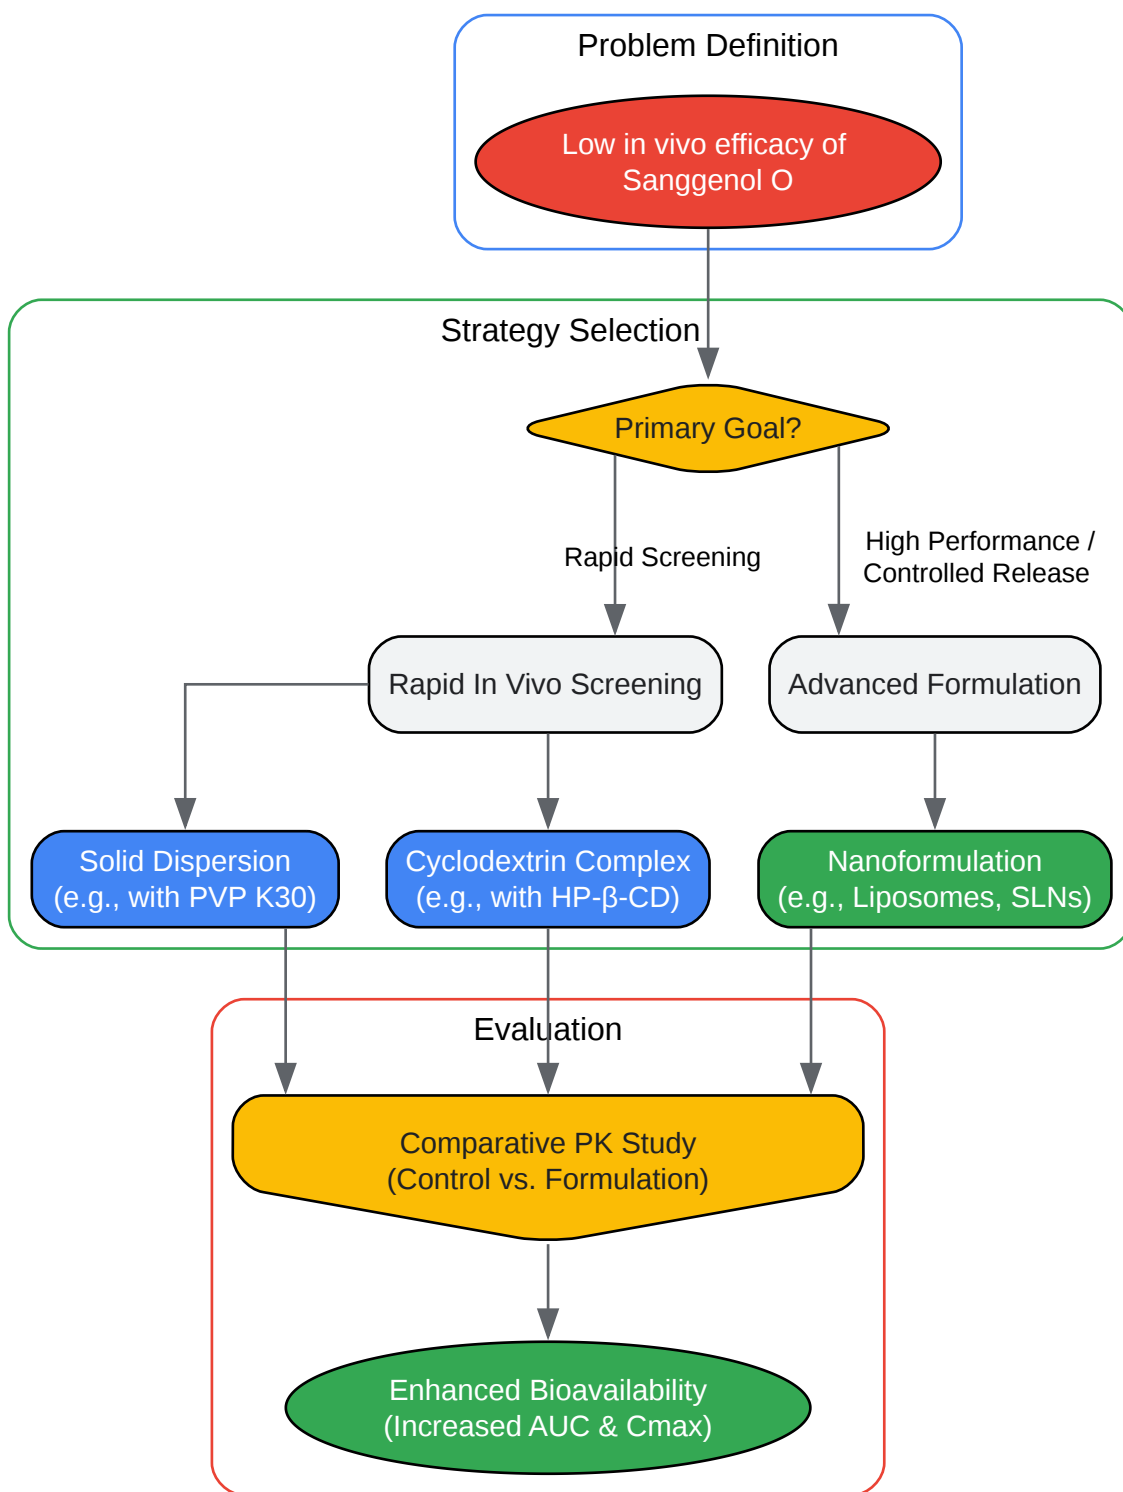 Problem Definition
Low in vivo efficacy of
Sanggenol O
Strategy Selection
Primary Goal?
Rapid Screening
High Performance /
Controlled Release
Rapid In Vivo Screening
Advanced Formulation
Solid Dispersion
(e.g., with PVP K30)
Cyclodextrin Complex
(e.g., with HP-β-CD)
Nanoformulation
(e.g., Liposomes, SLNs)
Evaluation
Comparative PK Study
(Control vs. Formulation)
Enhanced Bioavailability
(Increased AUC & Cmax)